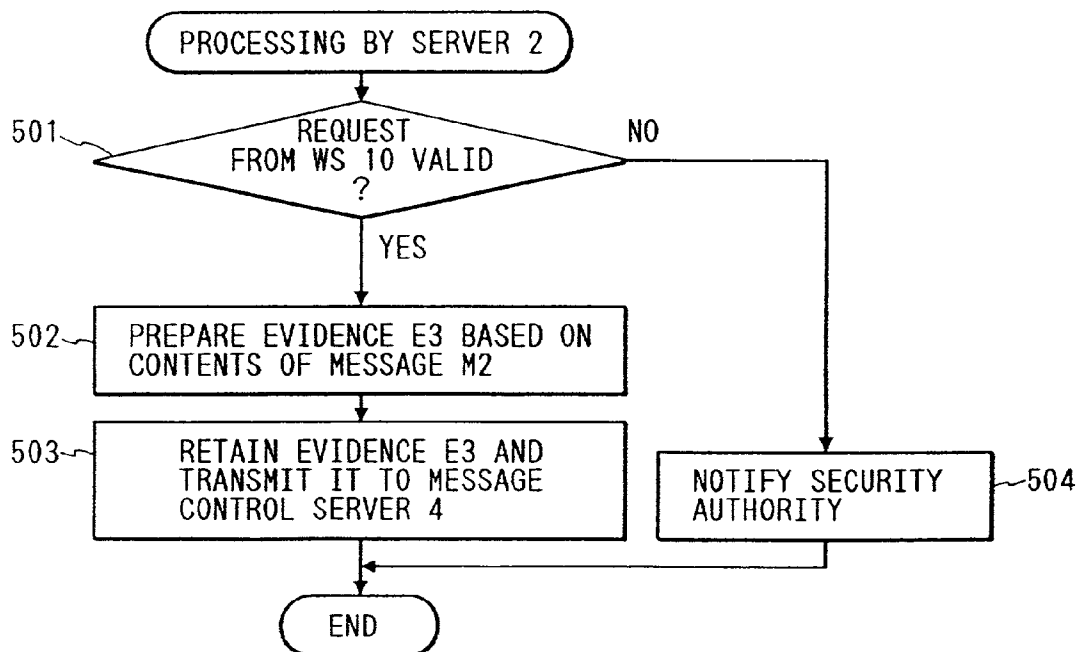 PROCESSING BY SERVER 2
501
REQUEST
FROM WS 10 VALID
?
NO
YES
502
PREPARE EVIDENCE E3 BASED ON
CONTENTS OF MESSAGE M2
503
RETAIN EVIDENCE E3 AND
TRANSMIT IT TO MESSAGE
CONTROL SERVER 4
NOTIFY SECURITY
AUTHORITY
504
END